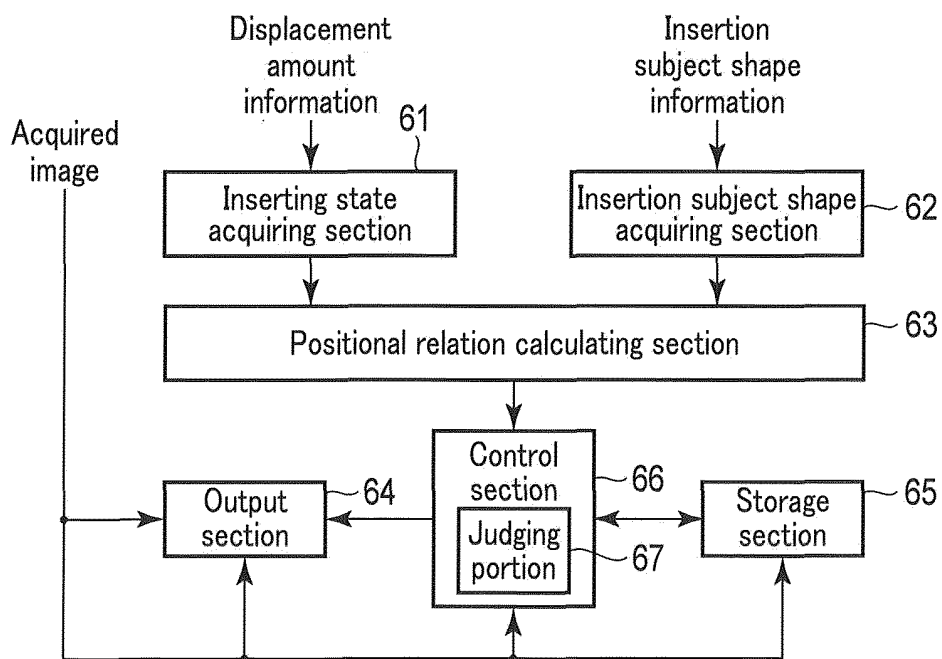 Displacement
amount
information
Insertion
subject shape
information
Acquired
image
61
Inserting state
acquiring section
Insertion subject shape
acquiring section
62
Positional relation calculating section
63
Control
section
66
Judging
portion
67
Output
section
64
Storage
section
65